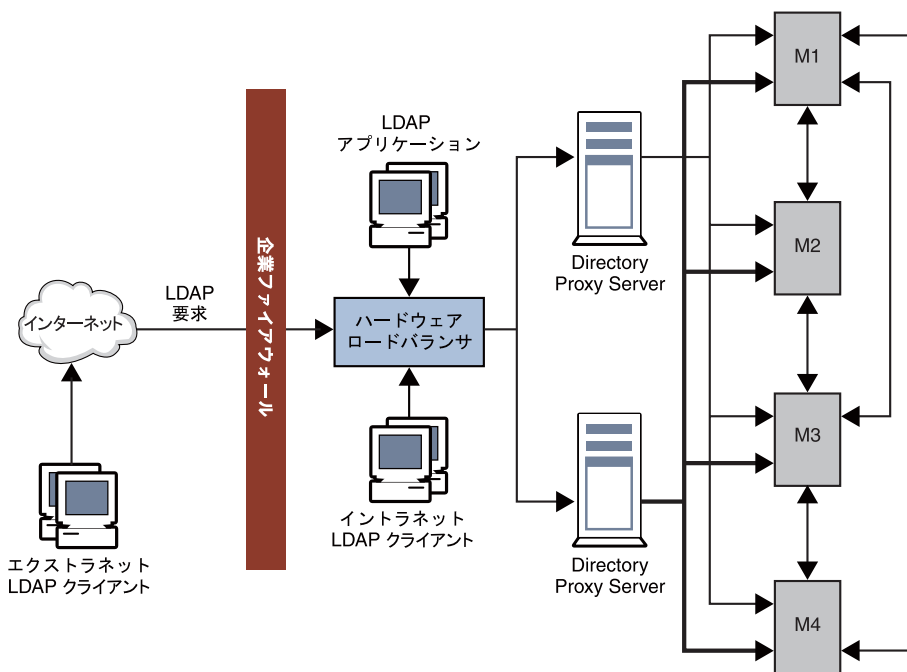 LDAP
アプリケーション
企業ファイアウォール
LDAP
要求
インターネット
ハードウェア
ロードバランサ
イントラネット
LDAP クライアント
エクストラネット
LDAP クライアント
Directory
Proxy Server
Directory
Proxy Server
M1
M2
M3
M4